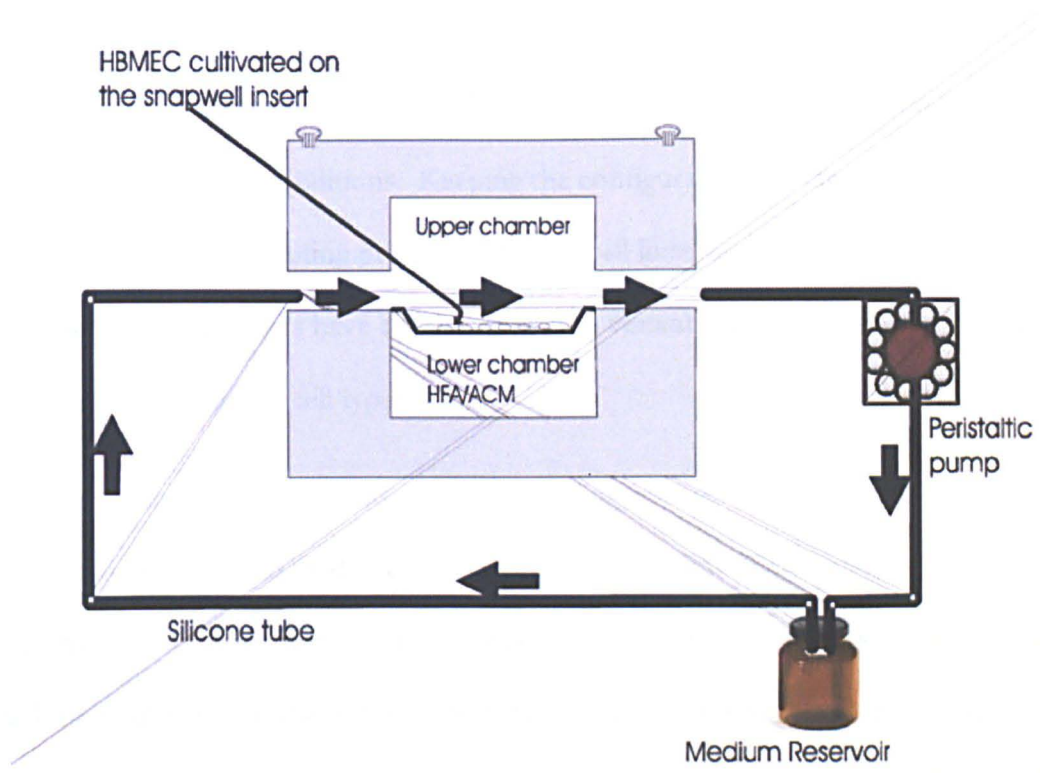 HBMEC cultivated on
the snapwell insert
Upper chamber
Lower chamber
HFA/ACM
Peristaltic
pump
Silicone tube
Medium Reservoir